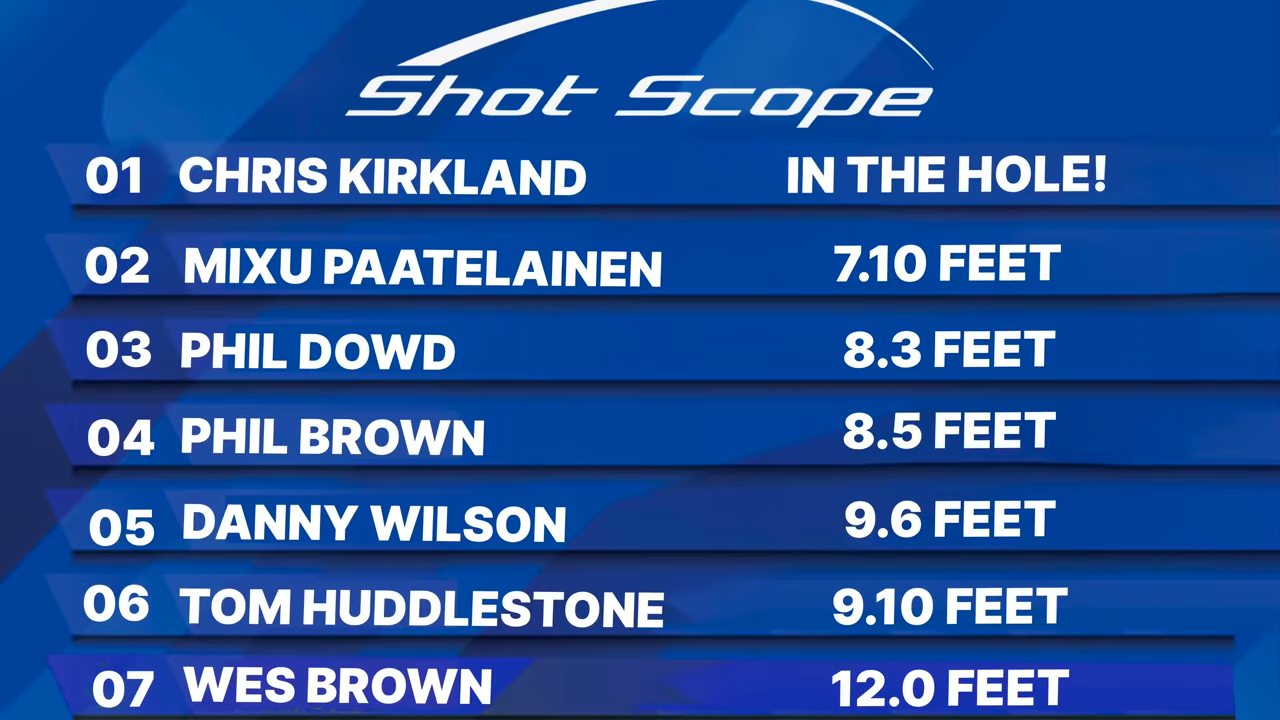 Shot Scope
01 CHRIS KIRKLAND IN THE HOLE!
02 MIXU PAATELAINEN 7.10 FEET
03 PHIL DOWD 8.3 FEET
04 PHIL BROWN 8.5 FEET
05 DANNY WILSON 9.6 FEET
06 TOM HUDDLESTONE 9.10 FEET
07 WES BROWN 12.0 FEET